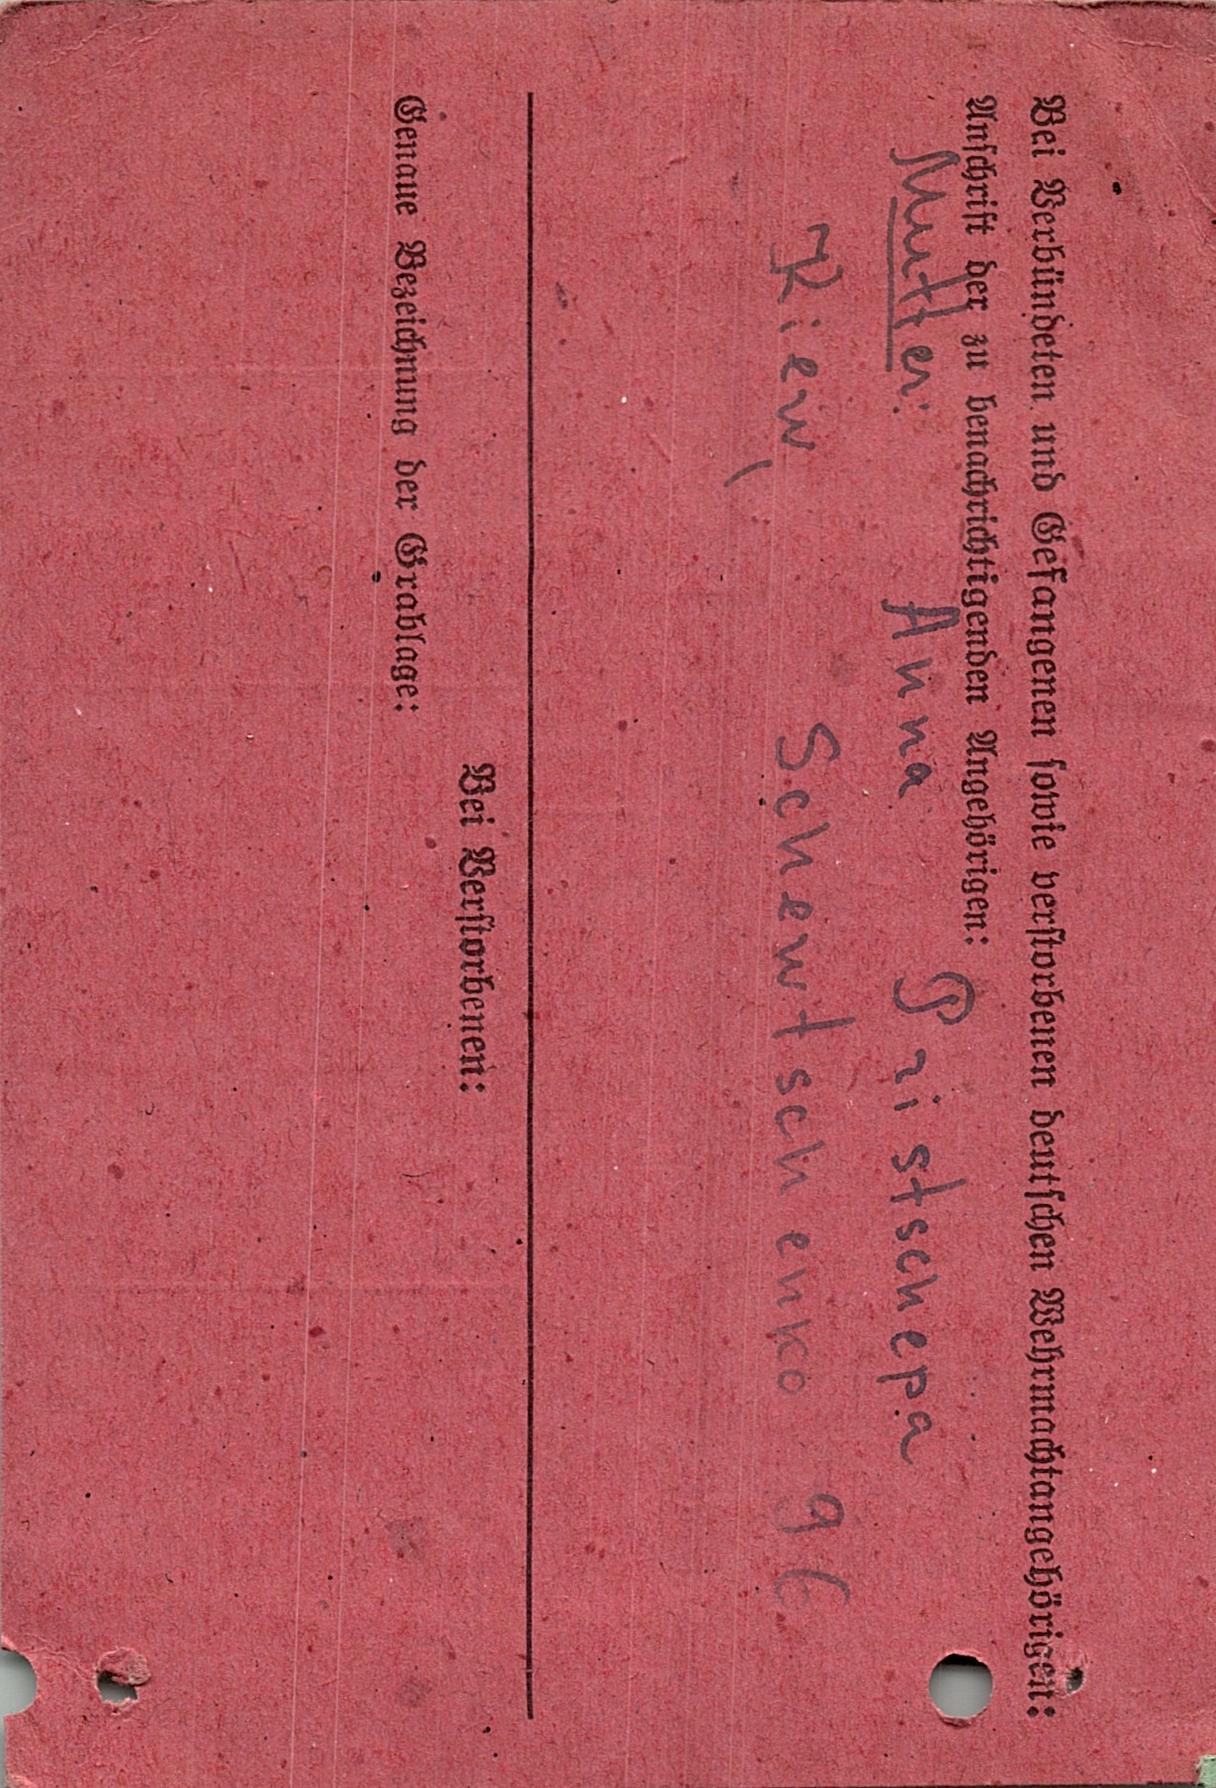 Bei Verbündeten und Gefangenen sowie verstorbenen deutschen Wehrmachtangehörigen:
Anschrift der zu benachrichtigenden Angehörigen:
Mutter: Anna Pristschepa
Kiew, Schewtschenko 96
Bei Verstorbenen:
Genaue Bezeichnung der Grablage: